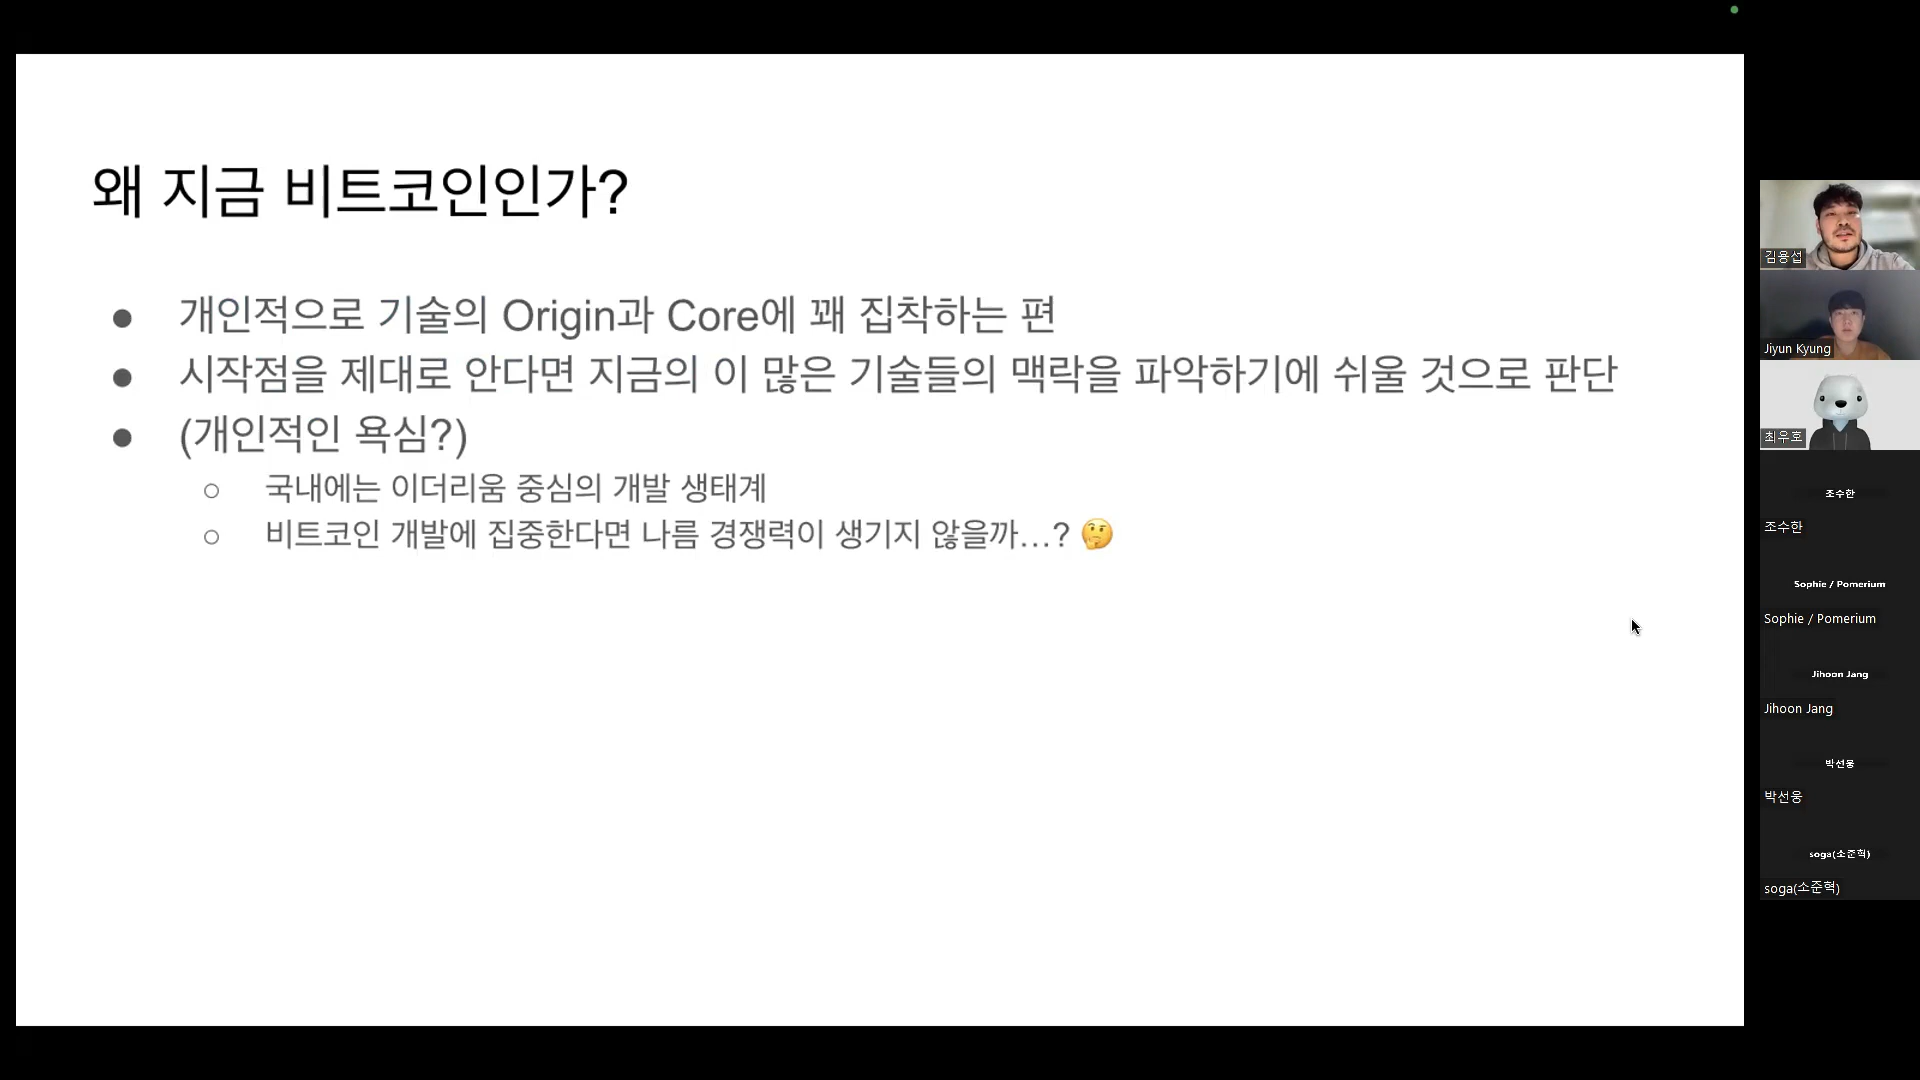 왜 지금 비트코인인가?
● 개인적으로 기술의 Origin과 Core에 꽤 집착하는 편
● 시작점을 제대로 안다면 지금의 이 많은 기술들의 맥락을 파악하기에 쉬울 것으로 판단
● (개인적인 욕심?)
○ 국내에는 이더리움 중심의 개발 생태계
○ 비트코인 개발에 집중한다면 나름 경쟁력이 생기지 않을까...? 🤔
김용섭
Jiyun Kyung
최우호
조수한
조수한
Sophie / Pomerium
Sophie / Pomerium
Jihoon Jang
Jihoon Jang
박선웅
박선웅
soga(소준혁)
soga(소준혁)